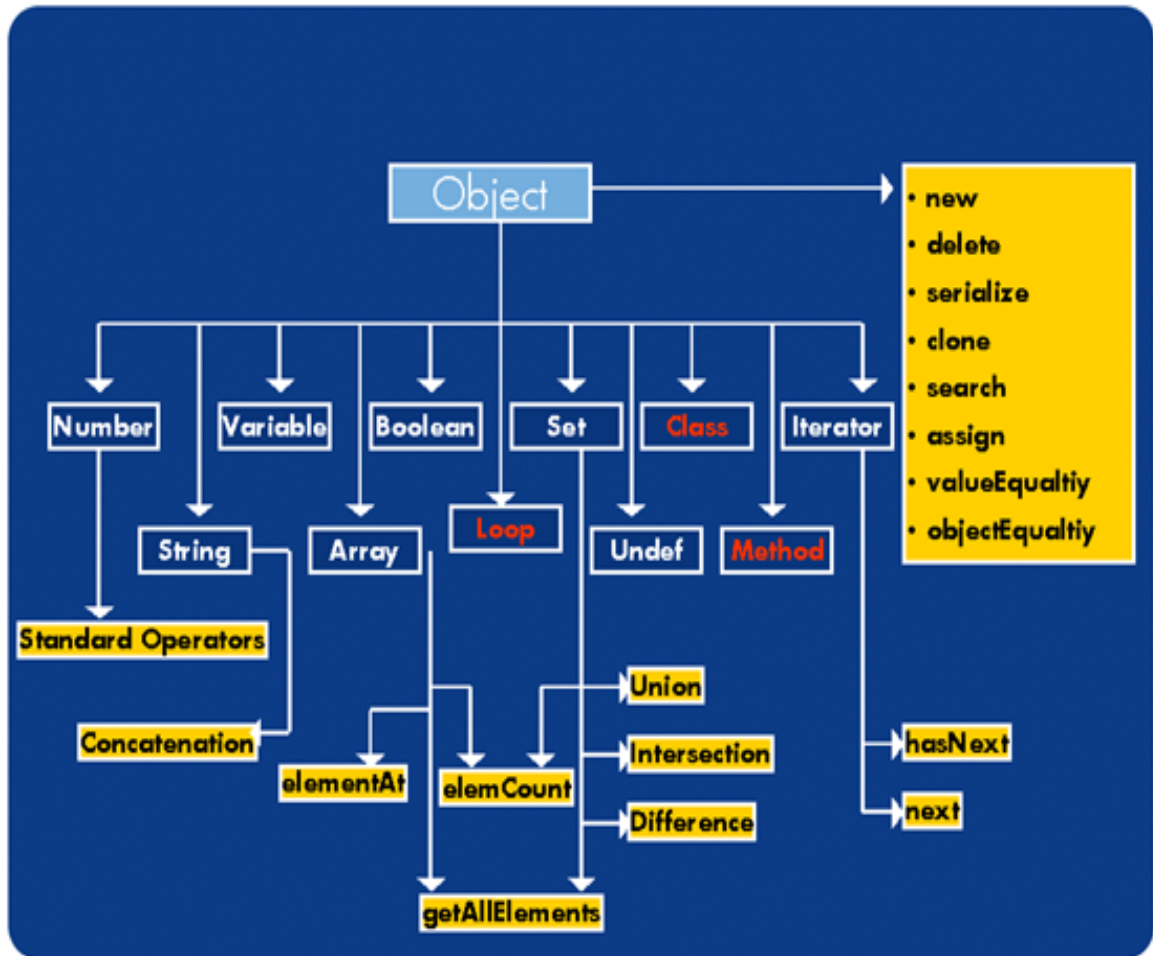 Object
• new
• delete
• serialize
• clone
• search
• assign
• valueEqualtiy
• objectEqualtiy
Number
Variable
Boolean
Set
Class
Iterator
String
Array
Loop
Undef
Method
Standard Operators
Union
Concatenation
Intersection
hasNext
elementAt
elemCount
next
Difference
getAllElements